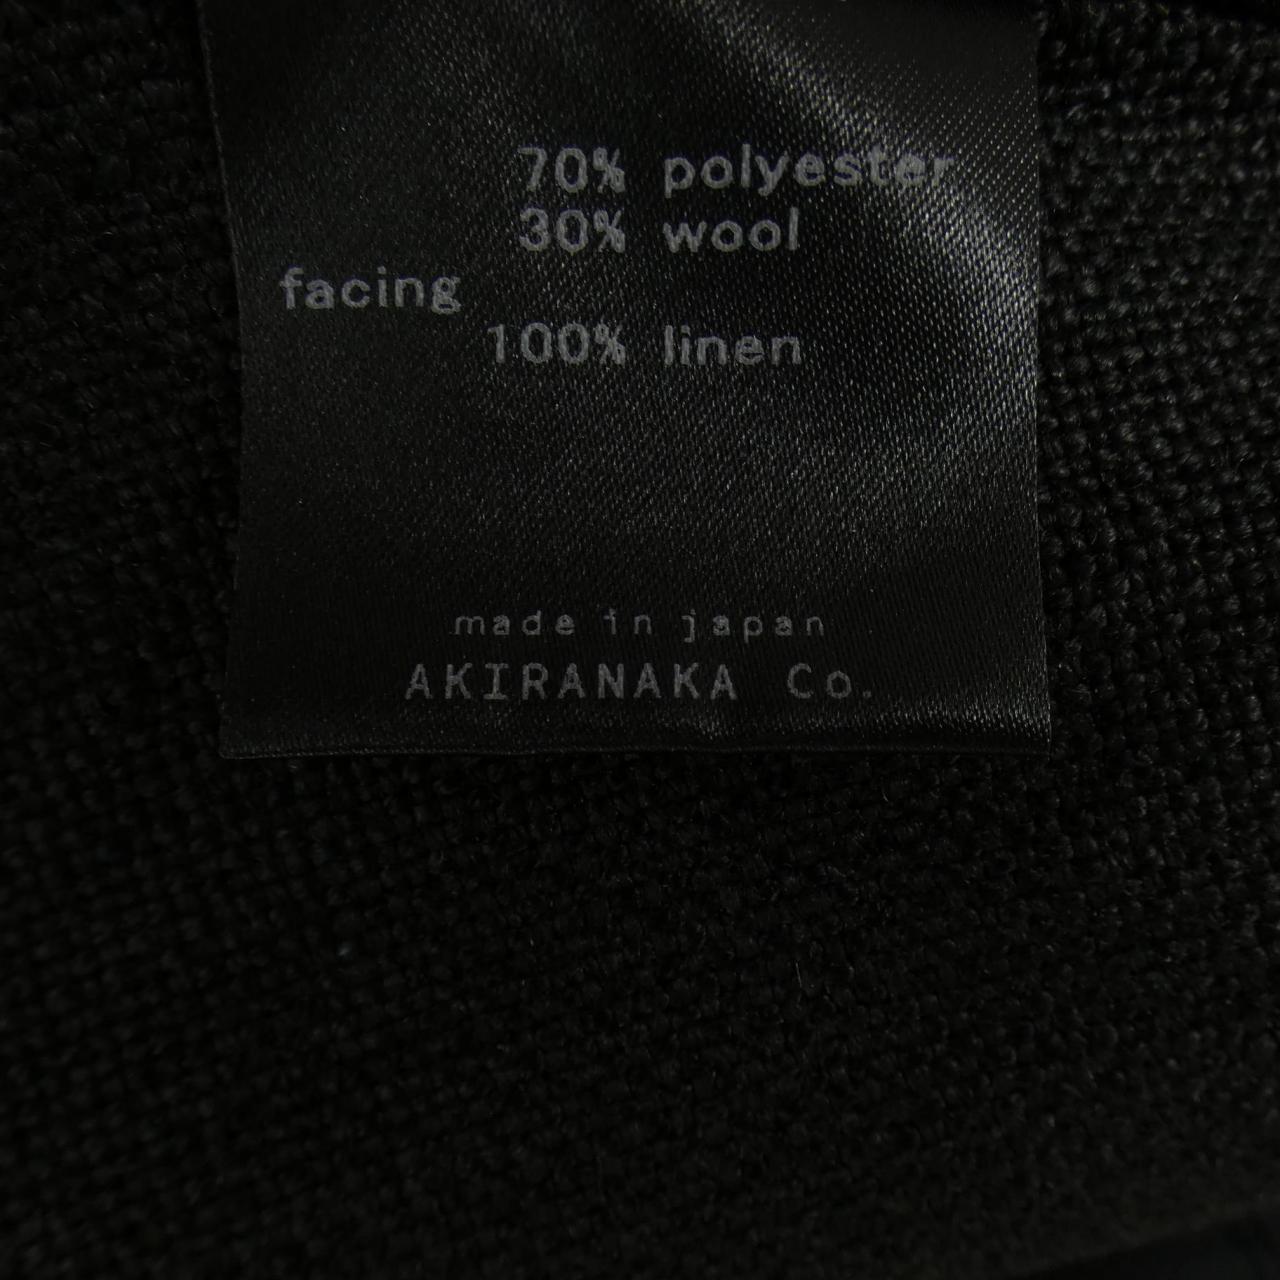 70% polyester
30% wool
facing
100% linen
made in japan
AKIRANAKA Co.